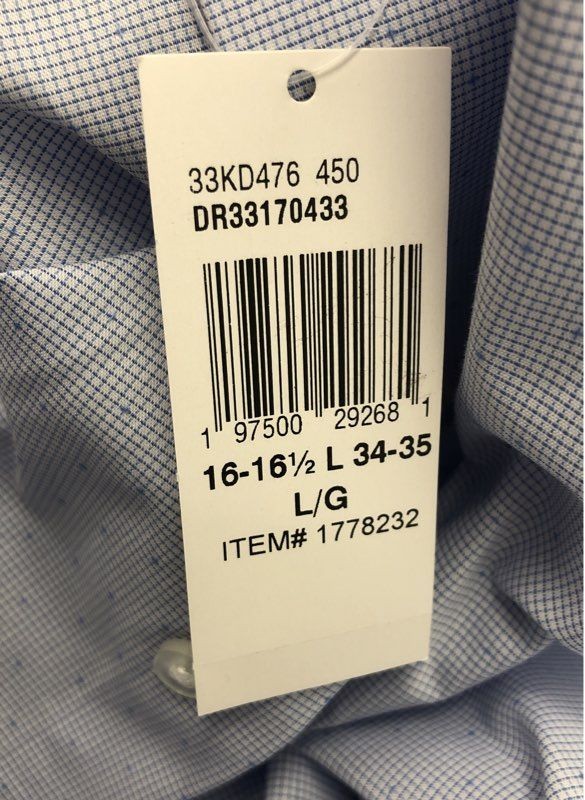 33KD476 450
DR33170433
1 97500 29268 1
16-16½ L 34-35
L/G
ITEM# 1778232